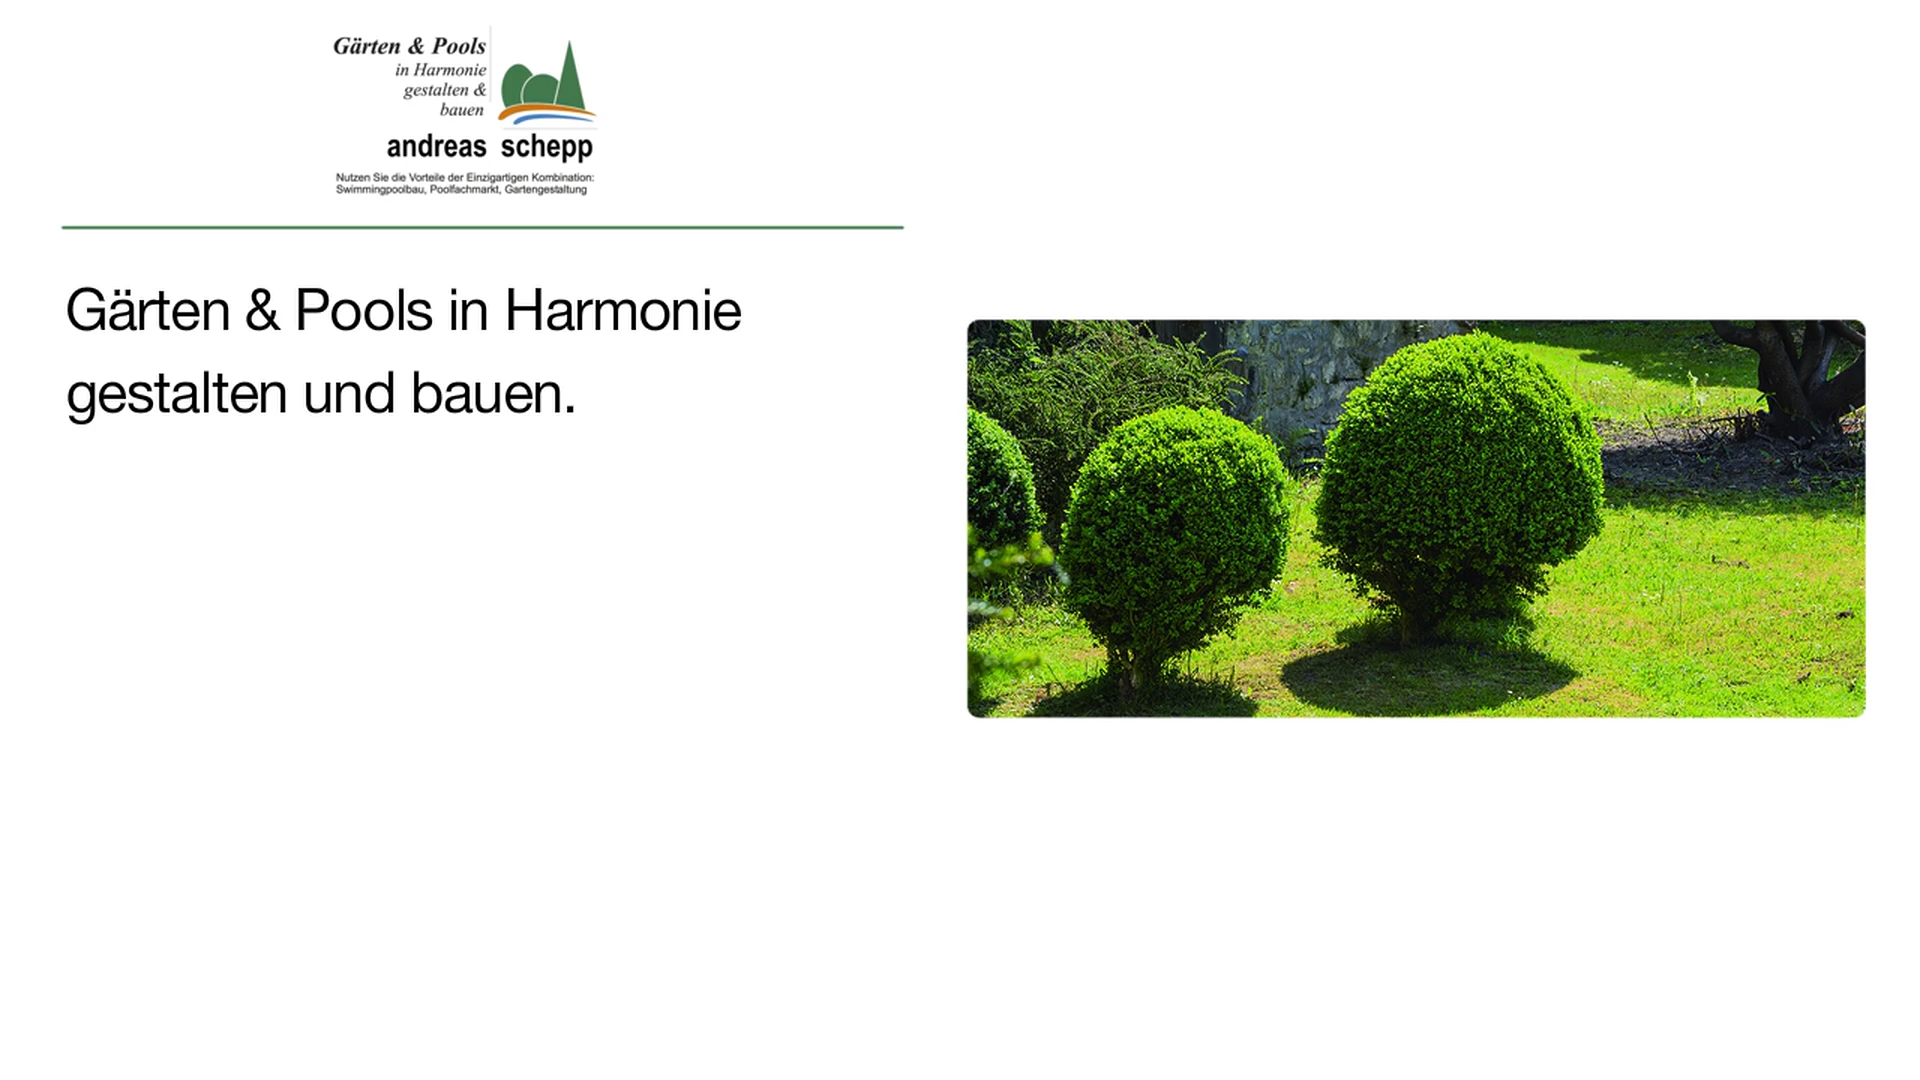 Gärten & Pools
in Harmonie
gestalten &
bauen
andreas schepp
Nutzen Sie die Vorteile der Einzigartigen Kombination:
Swimmingpoolbau, Poolfachmarkt, Gartengestaltung
Gärten & Pools in Harmonie
gestalten und bauen.